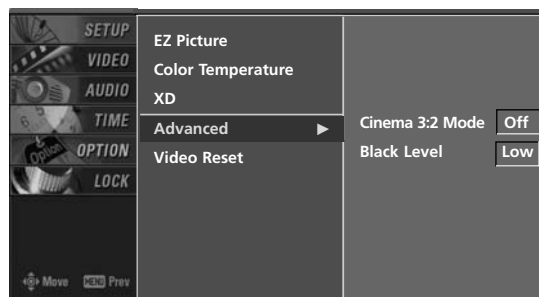 SETUP
VIDEO
AUDIO
TIME
OPTION
LOCK
Move MENU Prev
EZ Picture
Color Temperature
XD
Advanced
Video Reset
Cinema 3:2 Mode Off
Black Level Low